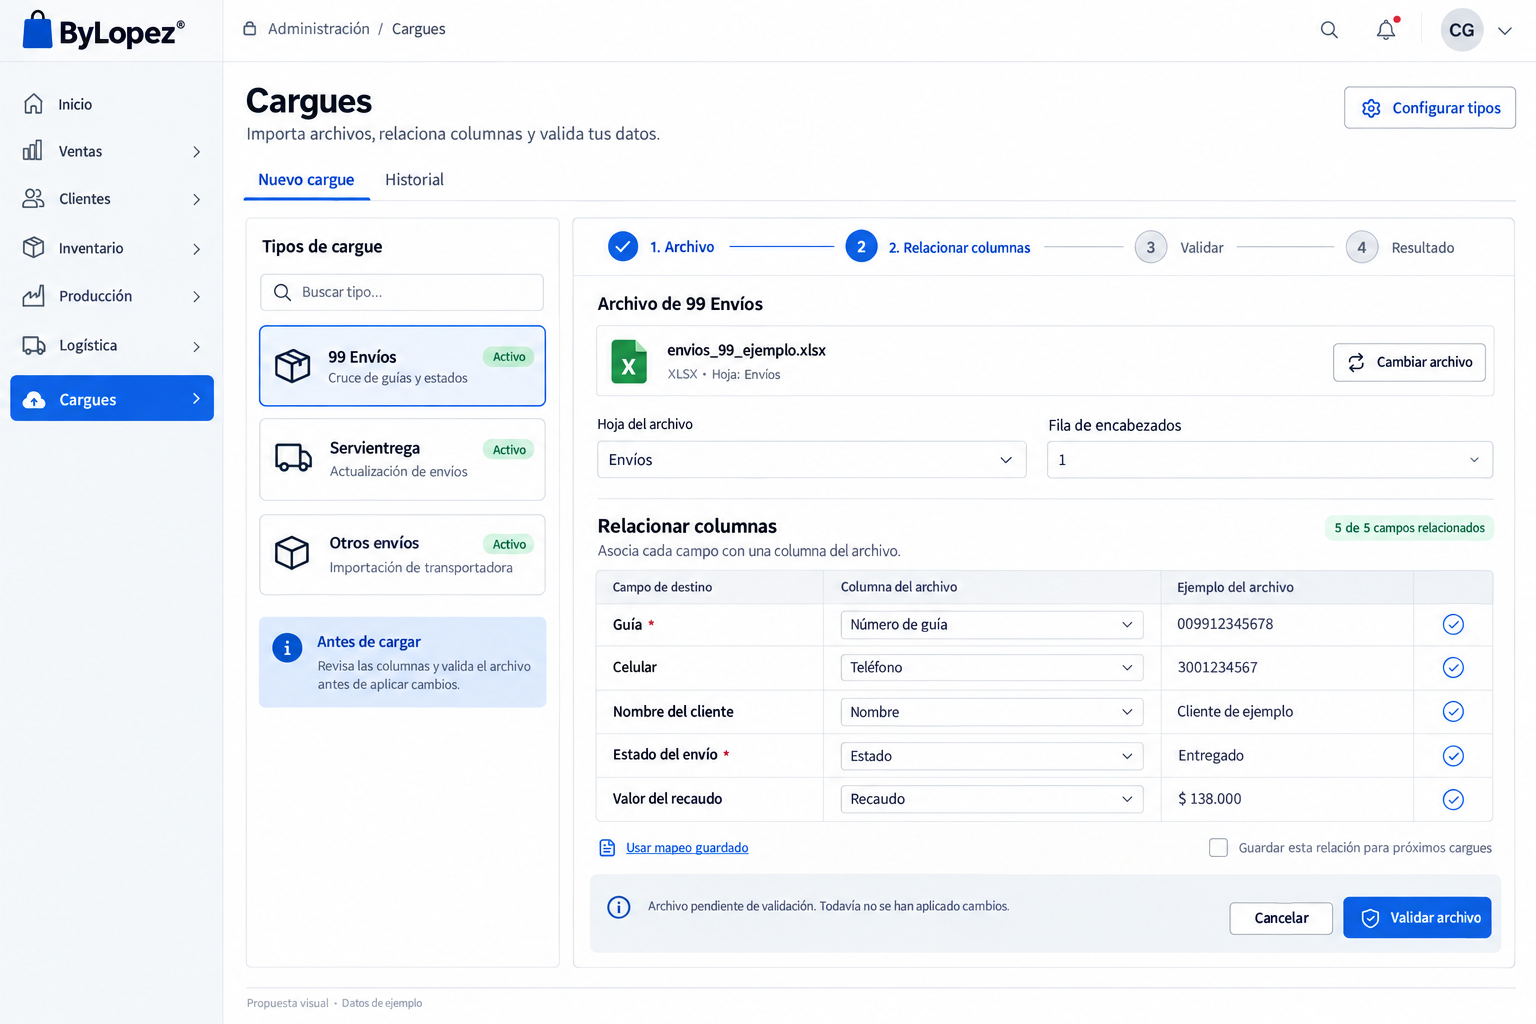 ByLopez®
Administración / Cargues
CG
Inicio
Ventas
Clientes
Inventario
Producción
Logística
Cargues
Cargues
Importa archivos, relaciona columnas y valida tus datos.
Configurar tipos
Nuevo cargue
Historial
Tipos de cargue
Buscar tipo...
99 Envíos
Activo
Cruce de guías y estados
Servientrega
Activo
Actualización de envíos
Otros envíos
Activo
Importación de transportadora
i
Antes de cargar
Revisa las columnas y valida el archivo
antes de aplicar cambios.
1. Archivo
2
2. Relacionar columnas
3
Validar
4
Resultado
Archivo de 99 Envíos
X
envios_99_ejemplo.xlsx
XLSX • Hoja: Envíos
Cambiar archivo
Hoja del archivo
Fila de encabezados
Envíos
1
Relacionar columnas
5 de 5 campos relacionados
Asocia cada campo con una columna del archivo.
Campo de destino
Columna del archivo
Ejemplo del archivo
Guía *
Número de guía
009912345678
Celular
Teléfono
3001234567
Nombre del cliente
Nombre
Cliente de ejemplo
Estado del envío *
Estado
Entregado
Valor del recaudo
Recaudo
$ 138.000
Usar mapeo guardado
Guardar esta relación para próximos cargues
i
Archivo pendiente de validación. Todavía no se han aplicado cambios.
Cancelar
Validar archivo
Propuesta visual • Datos de ejemplo